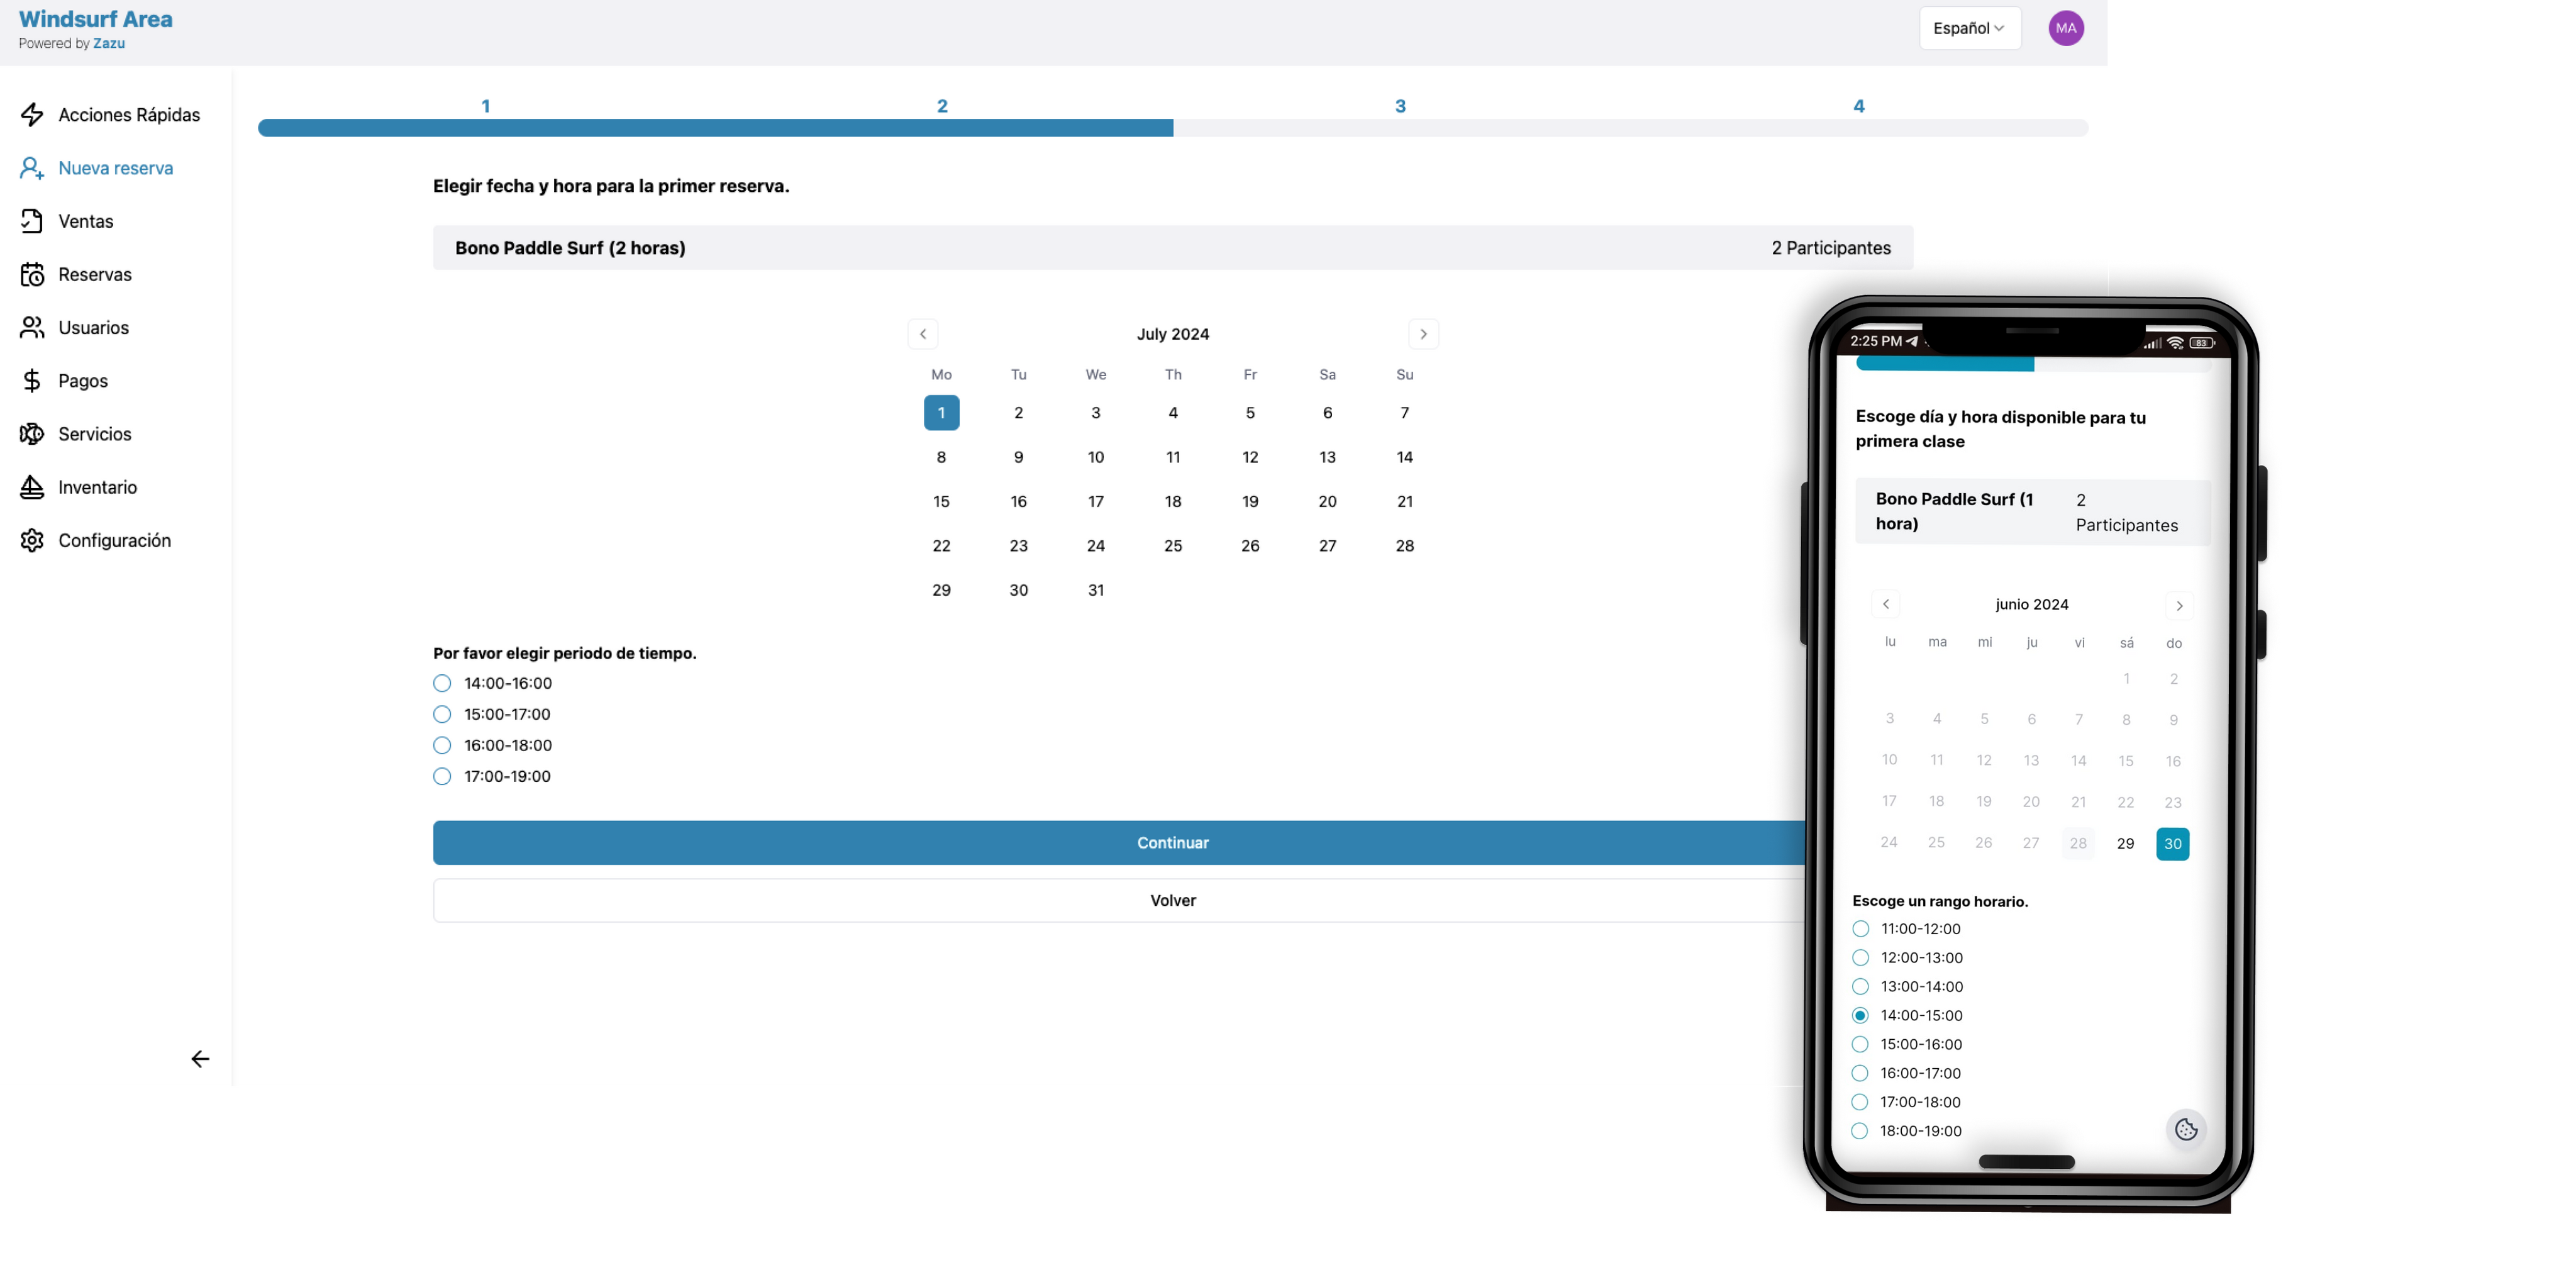 Windsurf Area
Powered by Zazu
Español
MA
Acciones Rápidas
Nueva reserva
Ventas
Reservas
Usuarios
Pagos
Servicios
Inventario
Configuración
1 2 3 4
Elegir fecha y hora para la primer reserva.
Bono Paddle Surf (2 horas) 2 Participantes
July 2024
Mo Tu We Th Fr Sa Su
1 2 3 4 5 6 7
8 9 10 11 12 13 14
15 16 17 18 19 20 21
22 23 24 25 26 27 28
29 30 31
Por favor elegir periodo de tiempo.
14:00-16:00
15:00-17:00
16:00-18:00
17:00-19:00
Continuar
Volver
2:25 PM
83
Escoge día y hora disponible para tu
primera clase
Bono Paddle Surf (1
hora)
2
Participantes
junio 2024
lu ma mi ju vi sá do
1 2
3 4 5 6 7 8 9
10 11 12 13 14 15 16
17 18 19 20 21 22 23
24 25 26 27 28 29 30
Escoge un rango horario.
11:00-12:00
12:00-13:00
13:00-14:00
14:00-15:00
15:00-16:00
16:00-17:00
17:00-18:00
18:00-19:00